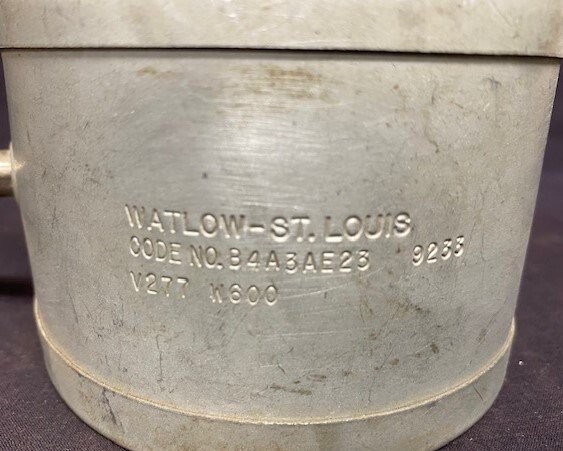 WATLOW-ST. LOUIS
CODE NO. B4A3AE23 9233
V277 W600